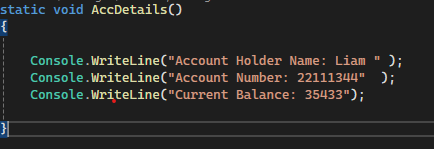 static void AccDetails()
{
Console.WriteLine("Account Holder Name: Liam " );
Console.WriteLine("Account Number: 22111344"  );
Console.WriteLine("Current Balance: 35433");
}